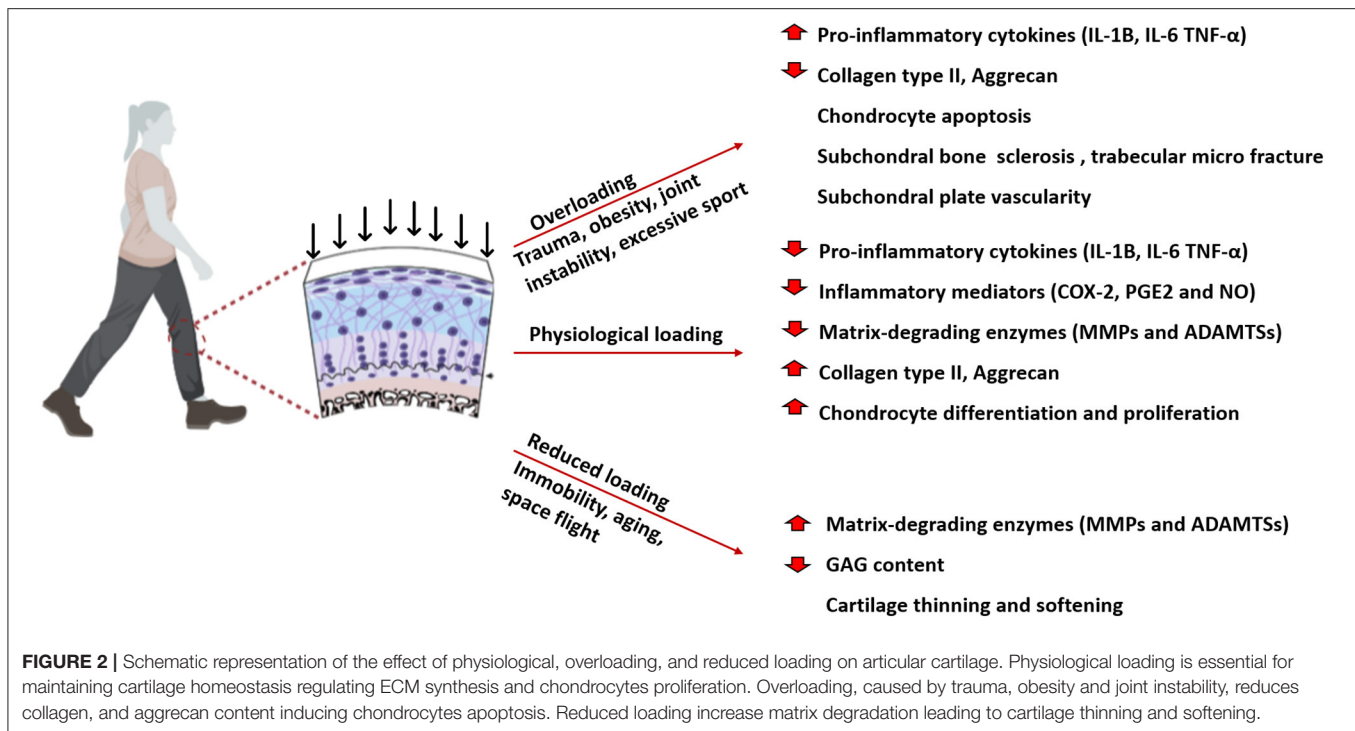 Pro-inflammatory cytokines (IL-1B, IL-6 TNF-α)
Collagen type II, Aggrecan
Chondrocyte apoptosis
Subchondral bone sclerosis , trabecular micro fracture
Subchondral plate vascularity
Overloading
Trauma, obesity, joint
instability, excessive sport
Pro-inflammatory cytokines (IL-1B, IL-6 TNF-α)
Inflammatory mediators (COX-2, PGE2 and NO)
Matrix-degrading enzymes (MMPs and ADAMTSs)
Collagen type II, Aggrecan
Chondrocyte differentiation and proliferation
Physiological loading
Reduced loading
Immobility, aging,
space flight
Matrix-degrading enzymes (MMPs and ADAMTSs)
GAG content
Cartilage thinning and softening
FIGURE 2 | Schematic representation of the effect of physiological, overloading, and reduced loading on articular cartilage. Physiological loading is essential for
maintaining cartilage homeostasis regulating ECM synthesis and chondrocytes proliferation. Overloading, caused by trauma, obesity and joint instability, reduces
collagen, and aggrecan content inducing chondrocytes apoptosis. Reduced loading increase matrix degradation leading to cartilage thinning and softening.